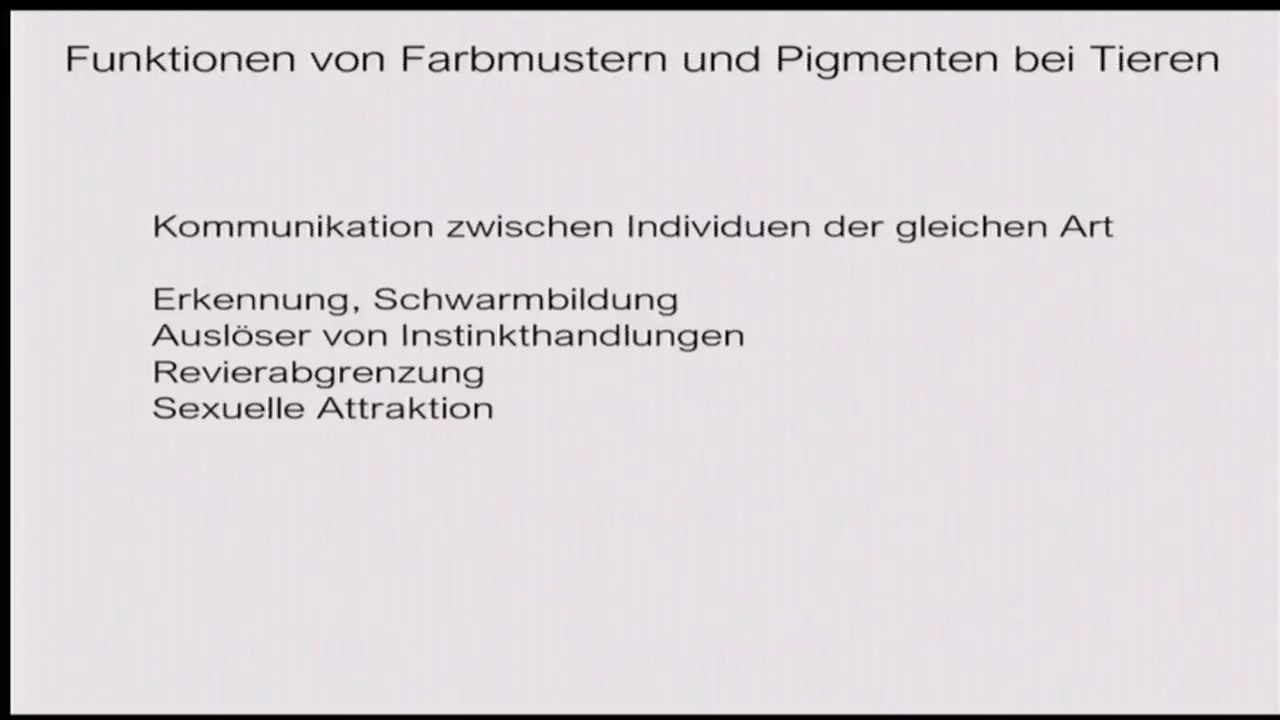 Funktionen von Farbmustern und Pigmenten bei Tieren
Kommunikation zwischen Individuen der gleichen Art
Erkennung, Schwarmbildung
Auslöser von Instinkthandlungen
Revierabgrenzung
Sexuelle Attraktion